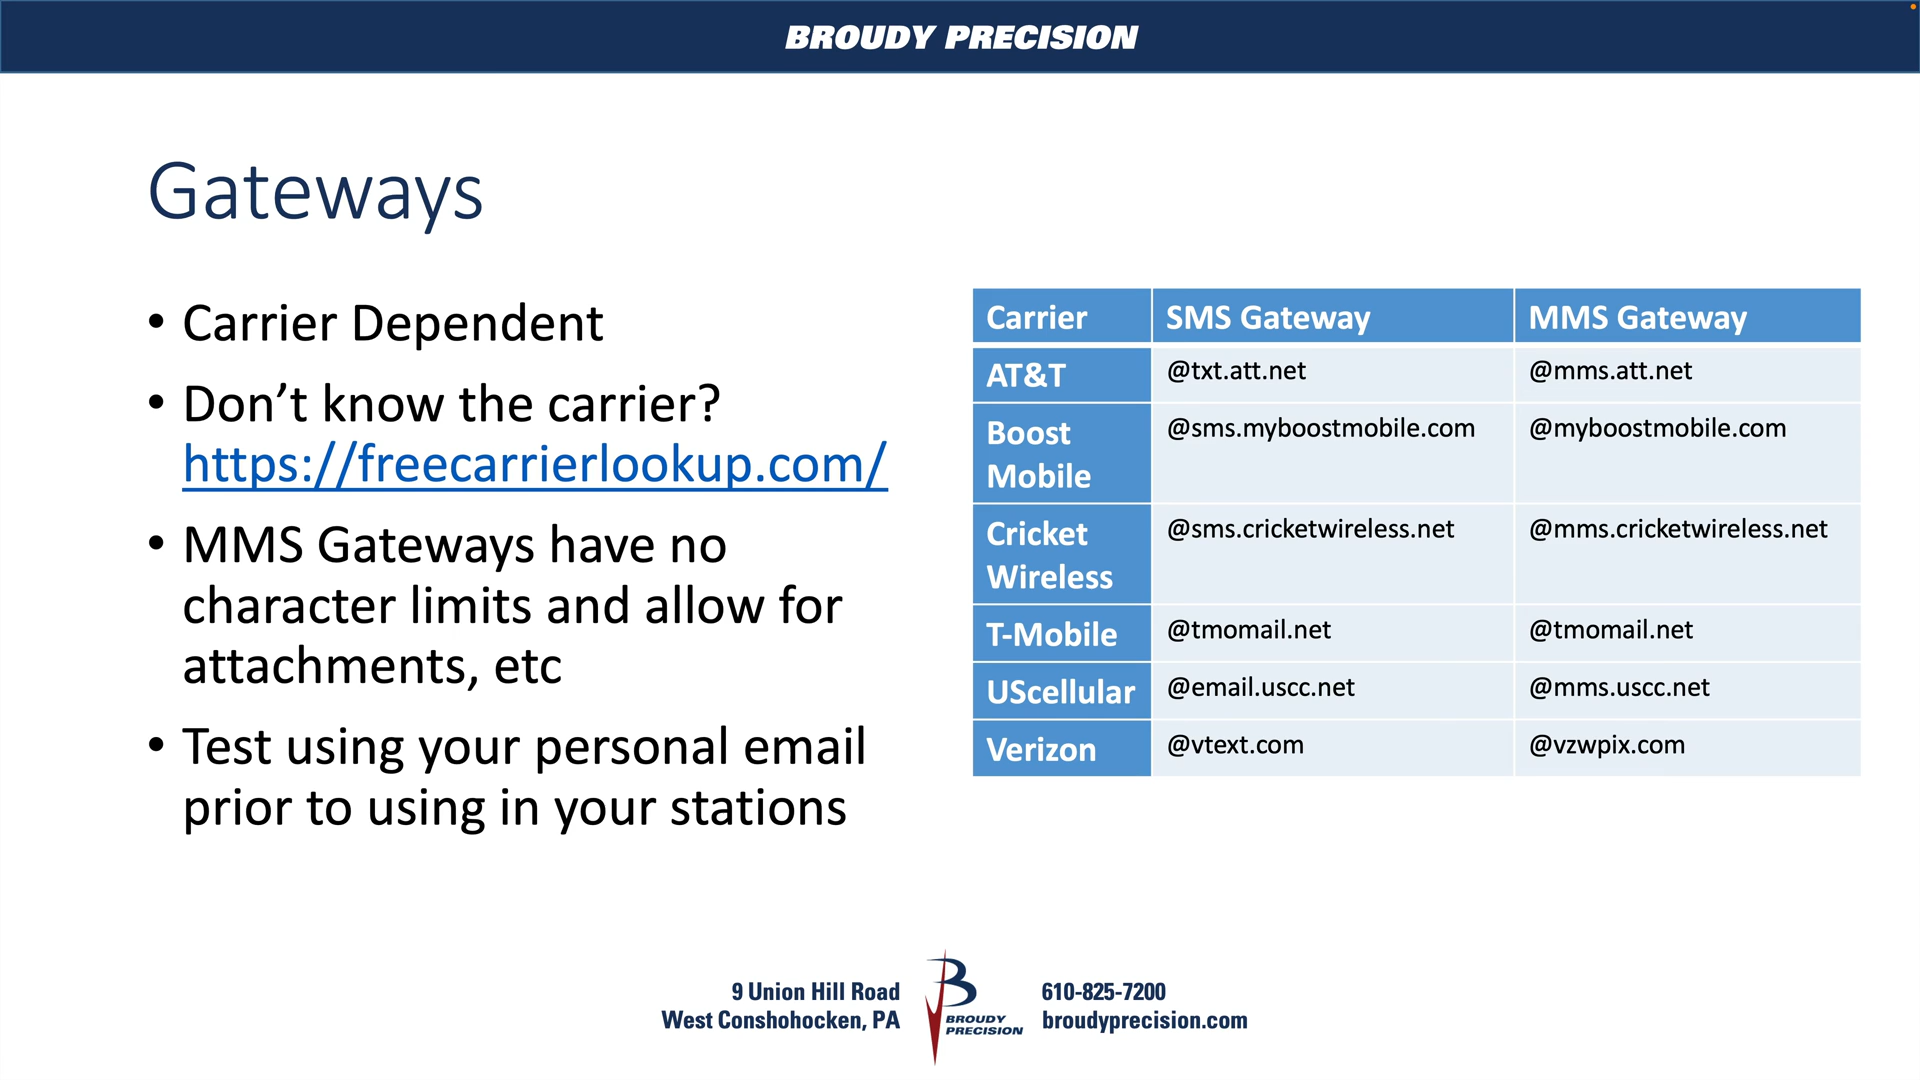 BROUDY PRECISION
Gateways
• Carrier Dependent
• Don’t know the carrier?
https://freecarrierlookup.com/
• MMS Gateways have no
character limits and allow for
attachments, etc
• Test using your personal email
prior to using in your stations
Carrier SMS Gateway MMS Gateway
AT&T @txt.att.net @mms.att.net
Boost @sms.myboostmobile.com @myboostmobile.com
Mobile
Cricket @sms.cricketwireless.net @mms.cricketwireless.net
Wireless
T-Mobile @tmomail.net @tmomail.net
UScellular @email.uscc.net @mms.uscc.net
Verizon @vtext.com @vzwpix.com
9 Union Hill Road
West Conshohocken, PA
B
BROUDY
PRECISION
610-825-7200
broudyprecision.com